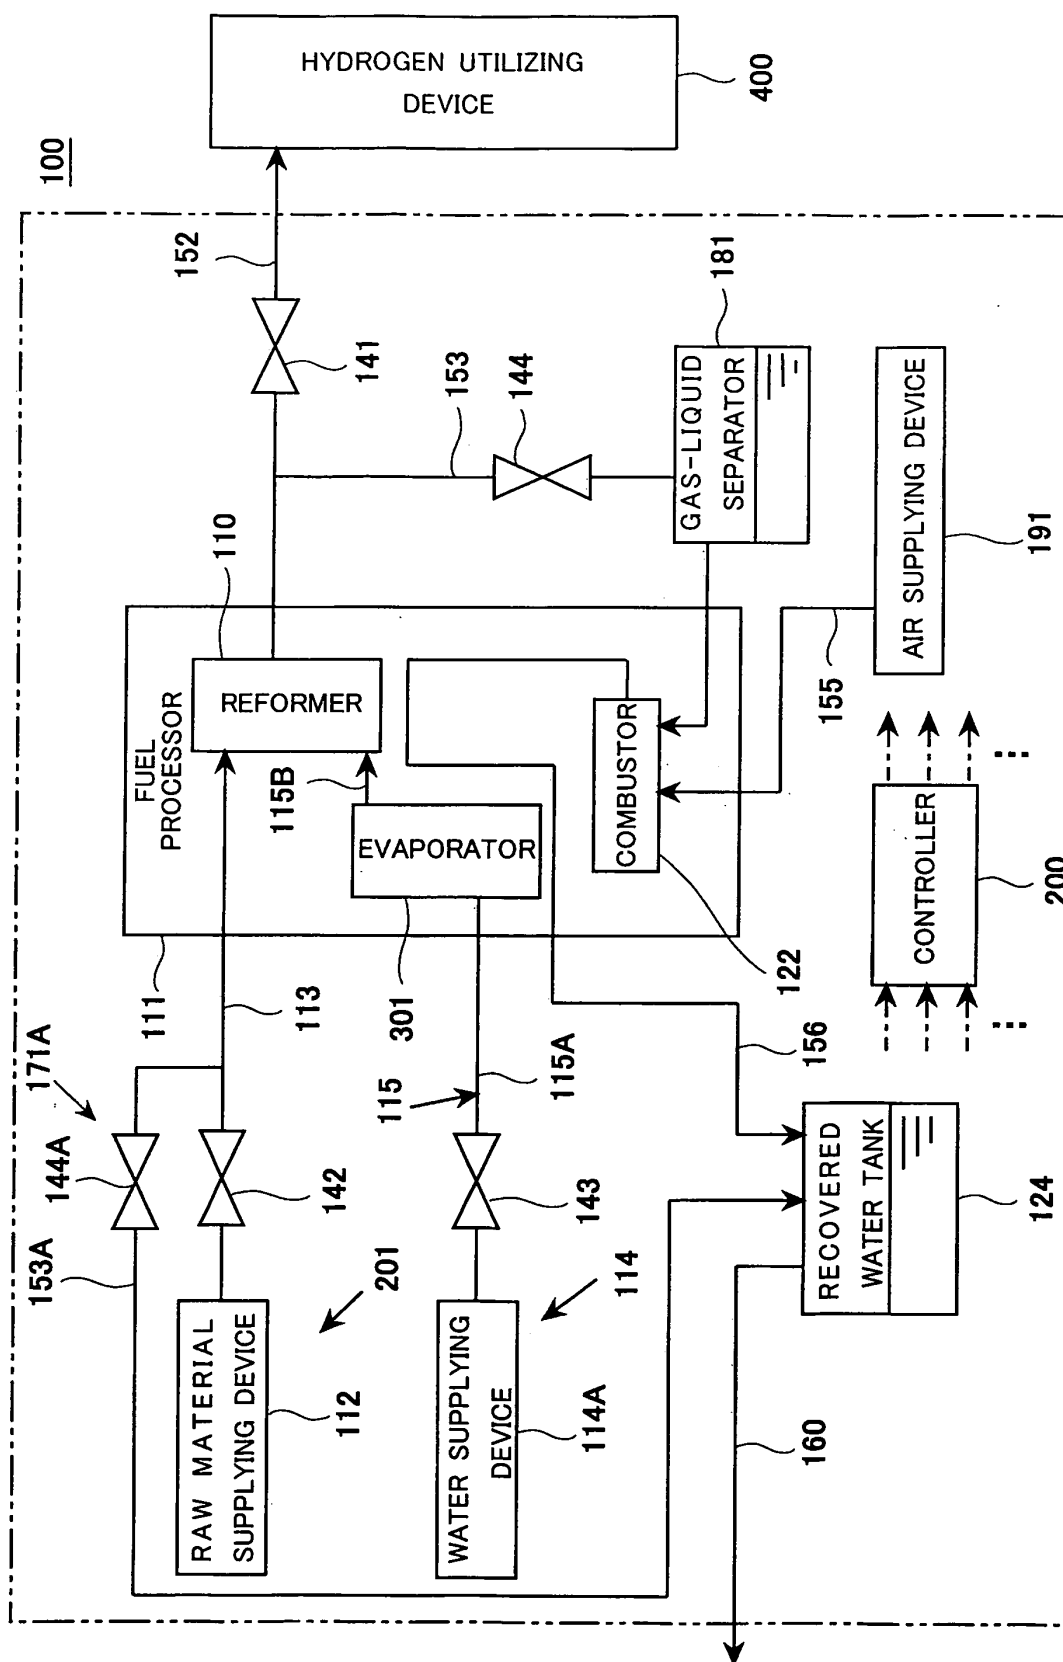 100
HYDROGEN UTILIZING
DEVICE
400
152
141
153
144
181
GAS-LIQUID
SEPARATOR
110
FUEL
PROCESSOR
REFORMER
115B
EVAPORATOR
COMBUSTOR
122
111
301
113
171A
144A
142
153A
201
RAW MATERIAL
SUPPLYING DEVICE
112
115
115A
143
114
WATER SUPPLYING
DEVICE
114A
155
AIR SUPPLYING DEVICE
191
CONTROLLER
200
156
RECOVERED
WATER TANK
124
160